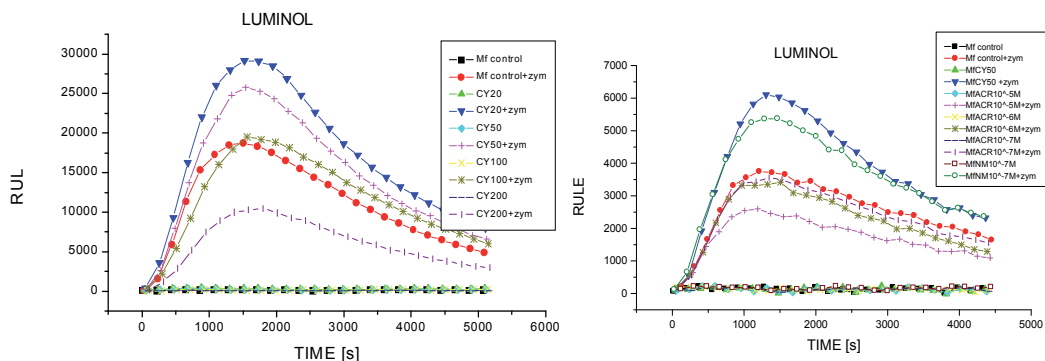 LUMINOL
RUL
30000
25000
20000
15000
10000
5000
0
0 1000 2000 3000 4000 5000 6000
TIME [s]
Mf control
Mf control+zym
CY20
CY20+zym
CY50
CY50+zym
CY100
CY100+zym
CY200
CY200+zym
LUMINOL
RULE
7000
6000
5000
4000
3000
2000
1000
0
0 1000 2000 3000 4000 5000
TIME [s]
Mf control
Mf control+zym
MfCY50
MfCY50 +zym
MfACR10^-5M
MfACR10^-5M+zym
MfACR10^-6M
MfACR10^-6M+zym
MfACR10^-7M
MfACR10^-7M+zym
MfNM10^-7M
MfNM10^-7M+zym